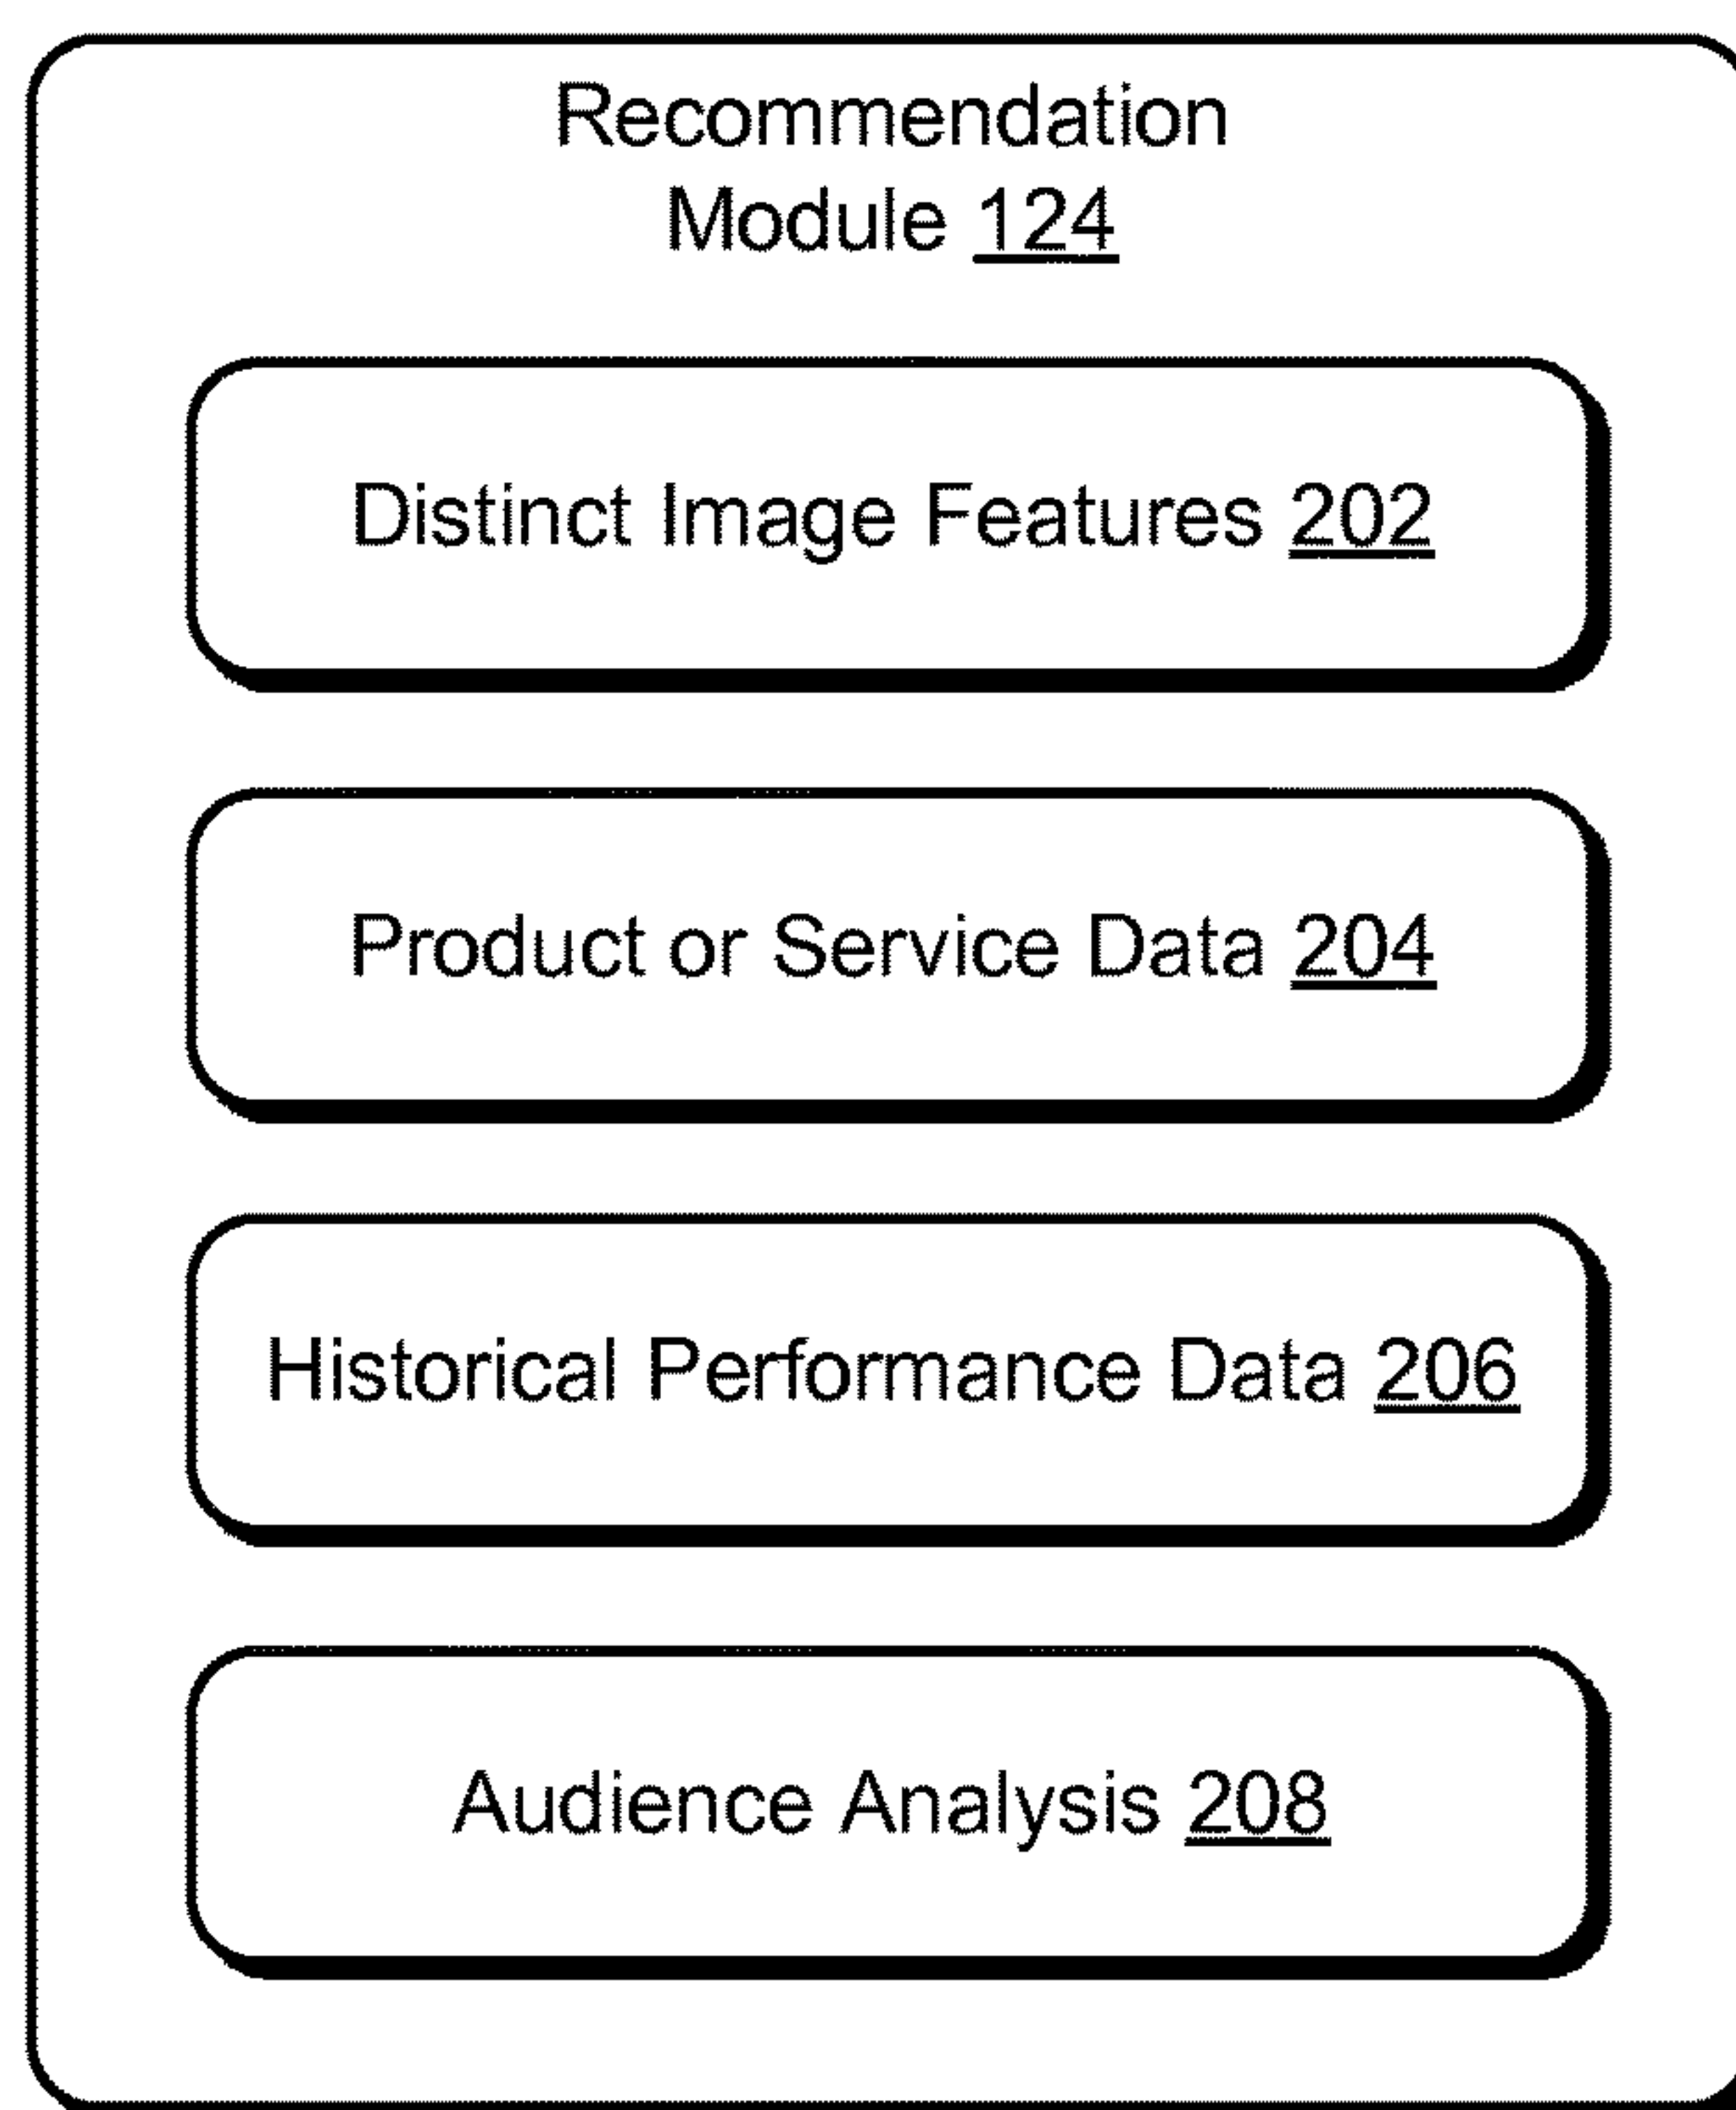 Recommendation
Module 124
Distinct Image Features 202
Product or Service Data 204
Historical Performance Data 206
Audience Analysis 208